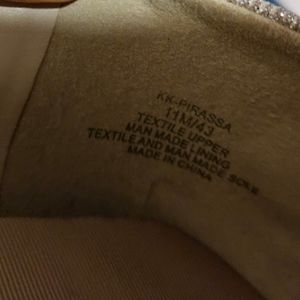 KK-PIRASSA
11M/43
TEXTILE UPPER
MAN MADE LINING
TEXTILE AND MAN MADE SOLE
MADE IN CHINA